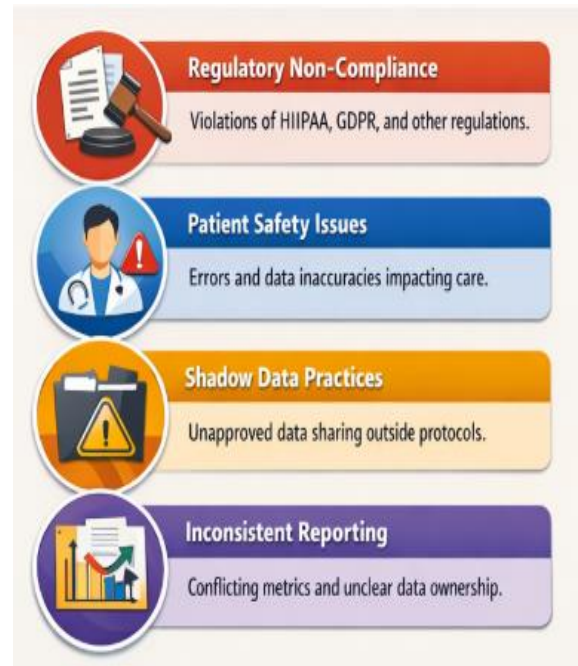 Regulatory Non-Compliance
Violations of HIIPAA, GDPR, and other regulations.
Patient Safety Issues
Errors and data inaccuracies impacting care.
Shadow Data Practices
Unapproved data sharing outside protocols.
Inconsistent Reporting
Conflicting metrics and unclear data ownership.